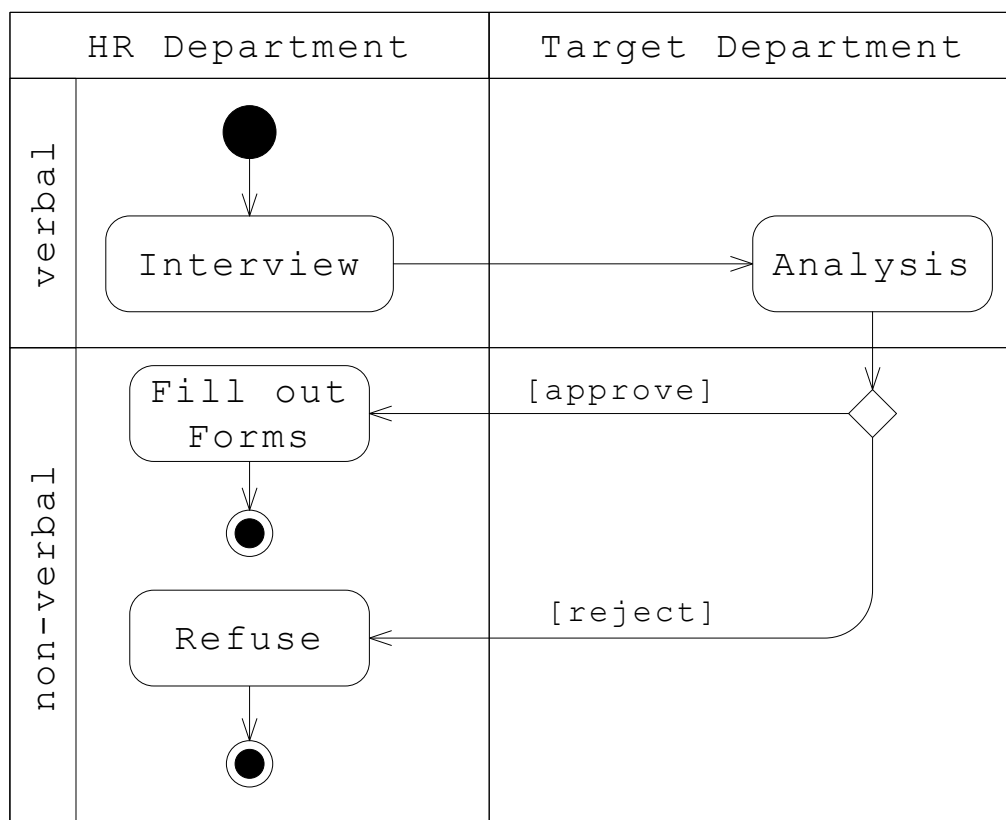 HR Department
Target Department
verbal
Interview
Analysis
non-verbal
Fill out
Forms
[approve]
Refuse
[reject]